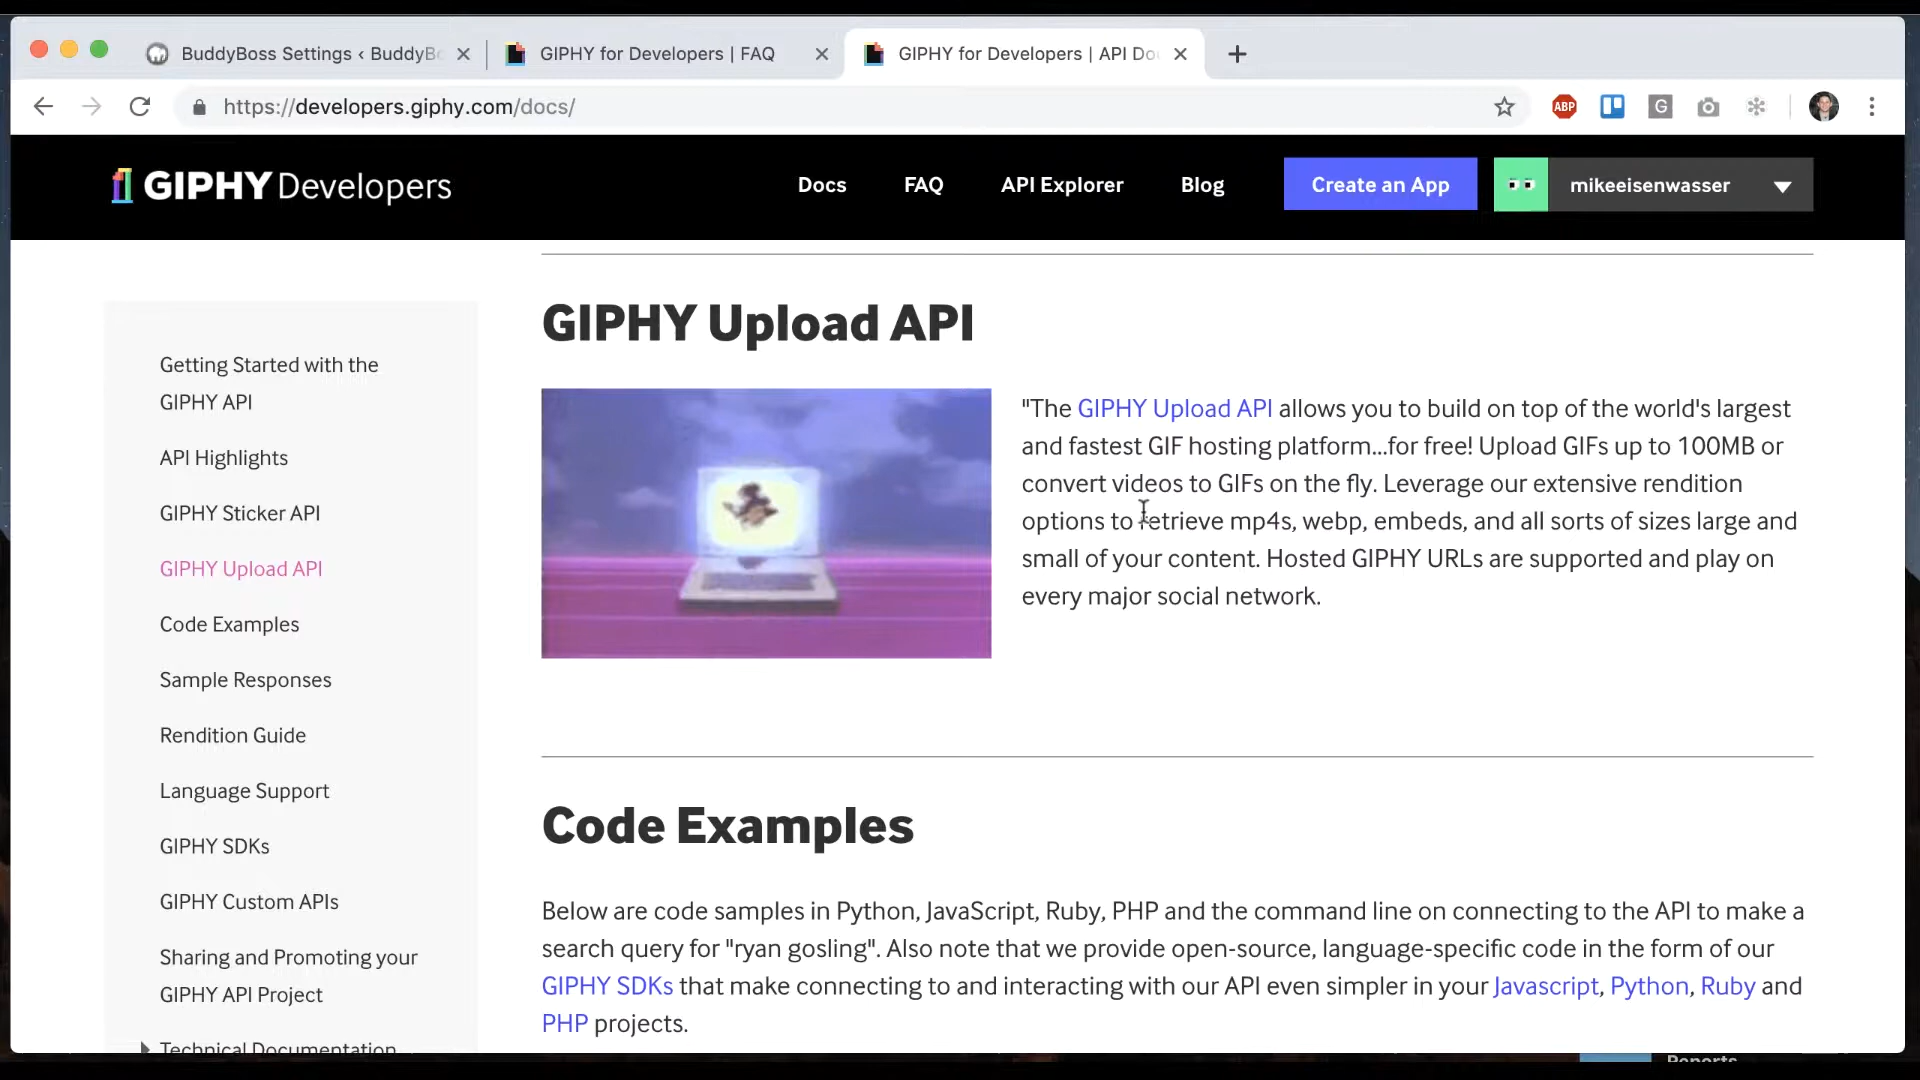 BuddyBoss Settings ‹ BuddyBo
GIPHY for Developers | FAQ
GIPHY for Developers | API Do
https://developers.giphy.com/docs/
ABP
G
GIPHY Developers
Docs
FAQ
API Explorer
Blog
Create an App
mikeeisenwasser
Getting Started with the
GIPHY API
API Highlights
GIPHY Sticker API
GIPHY Upload API
Code Examples
Sample Responses
Rendition Guide
Language Support
GIPHY SDKs
GIPHY Custom APIs
Sharing and Promoting your
GIPHY API Project
Technical Documentation
GIPHY Upload API
"The GIPHY Upload API allows you to build on top of the world's largest
and fastest GIF hosting platform...for free! Upload GIFs up to 100MB or
convert videos to GIFs on the fly. Leverage our extensive rendition
options to retrieve mp4s, webp, embeds, and all sorts of sizes large and
small of your content. Hosted GIPHY URLs are supported and play on
every major social network.
Code Examples
Below are code samples in Python, JavaScript, Ruby, PHP and the command line on connecting to the API to make a
search query for "ryan gosling". Also note that we provide open-source, language-specific code in the form of our
GIPHY SDKs that make connecting to and interacting with our API even simpler in your Javascript, Python, Ruby and
PHP projects.
Reports